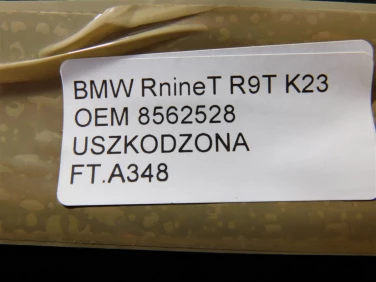 BMW RnineT R9T K23
OEM 8562528
USZKODZONA
FT.A348